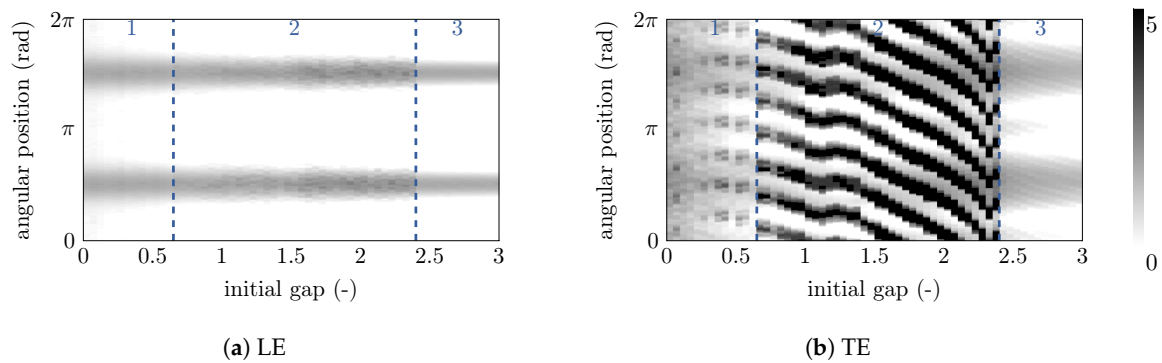 2π
π
0
angular position (rad)
1
2
3
0 0.5 1 1.5 2 2.5 3
initial gap (-)
(a) LE
2π
π
0
angular position (rad)
1
2
3
0 0.5 1 1.5 2 2.5 3
initial gap (-)
(b) TE
5
0